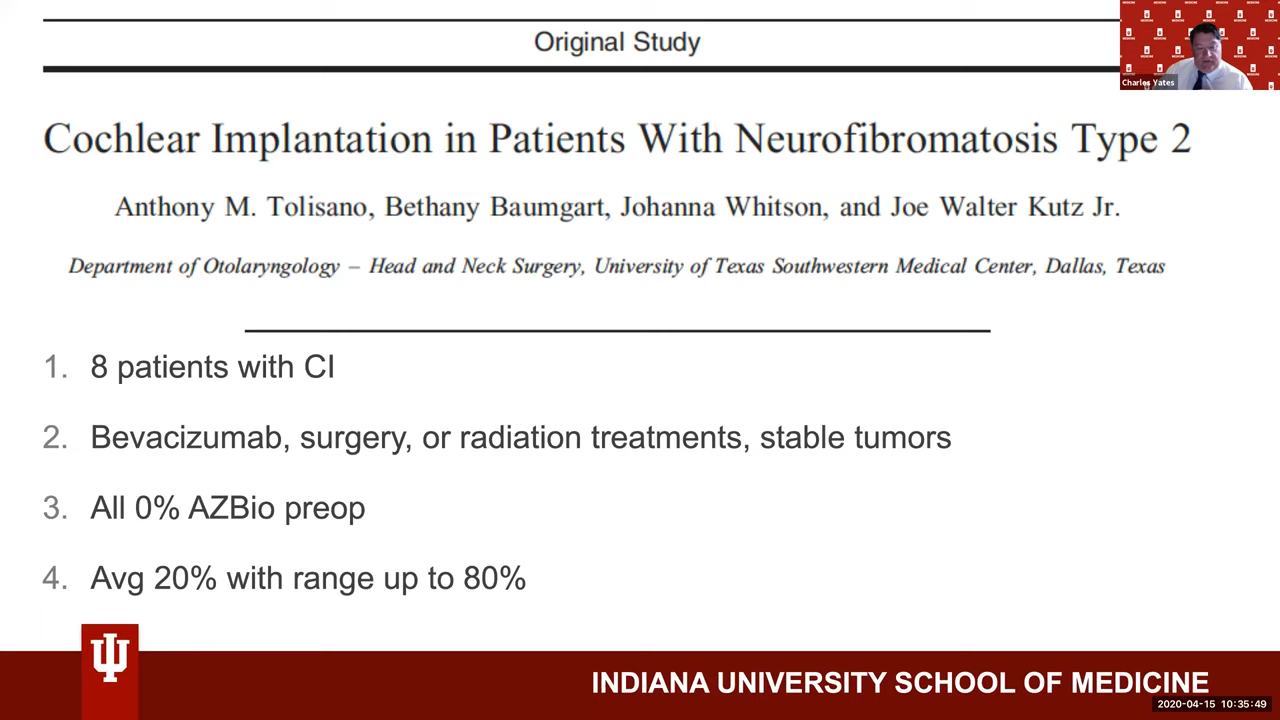 Original Study
Charles Yates
Cochlear Implantation in Patients With Neurofibromatosis Type 2
Anthony M. Tolisano, Bethany Baumgart, Johanna Whitson, and Joe Walter Kutz Jr.
Department of Otolaryngology – Head and Neck Surgery, University of Texas Southwestern Medical Center, Dallas, Texas
1. 8 patients with CI
2. Bevacizumab, surgery, or radiation treatments, stable tumors
3. All 0% AZBio preop
4. Avg 20% with range up to 80%
INDIANA UNIVERSITY SCHOOL OF MEDICINE
2020-04-15 10:35:49